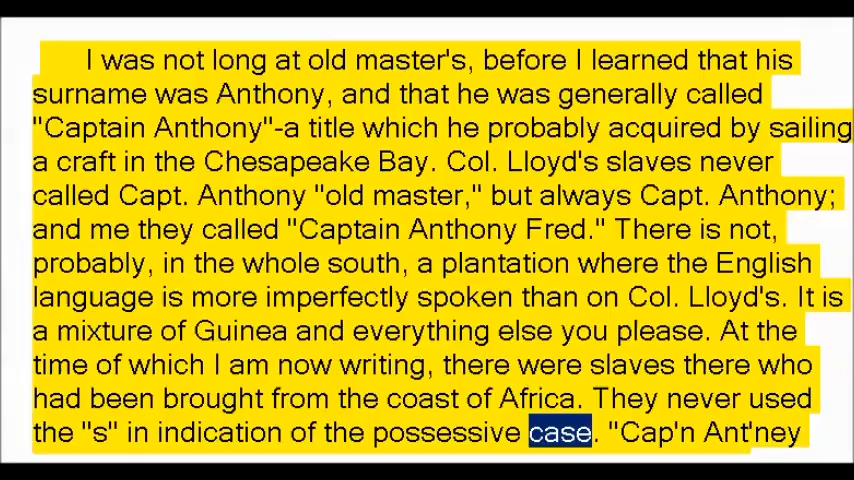 I was not long at old master's, before I learned that his
surname was Anthony, and that he was generally called
"Captain Anthony"-a title which he probably acquired by sailing
a craft in the Chesapeake Bay. Col. Lloyd's slaves never
called Capt. Anthony "old master," but always Capt. Anthony;
and me they called "Captain Anthony Fred." There is not,
probably, in the whole south, a plantation where the English
language is more imperfectly spoken than on Col. Lloyd's. It is
a mixture of Guinea and everything else you please. At the
time of which I am now writing, there were slaves there who
had been brought from the coast of Africa. They never used
the "s" in indication of the possessive case. "Cap'n Ant'ney